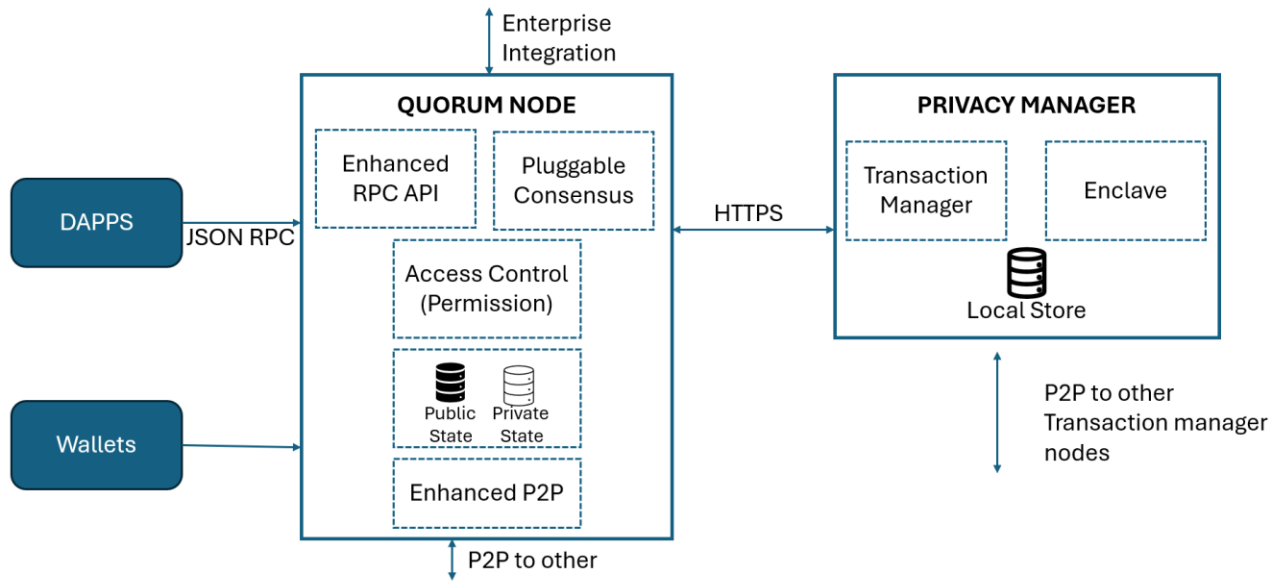 Enterprise
Integration
QUORUM NODE
PRIVACY MANAGER
Enhanced
RPC API
Pluggable
Consensus
Transaction
Manager
Enclave
DAPPS
JSON RPC
HTTPS
Access Control
(Permission)
Local Store
Public
State
Private
State
Wallets
P2P to other
Transaction manager
nodes
Enhanced P2P
P2P to other